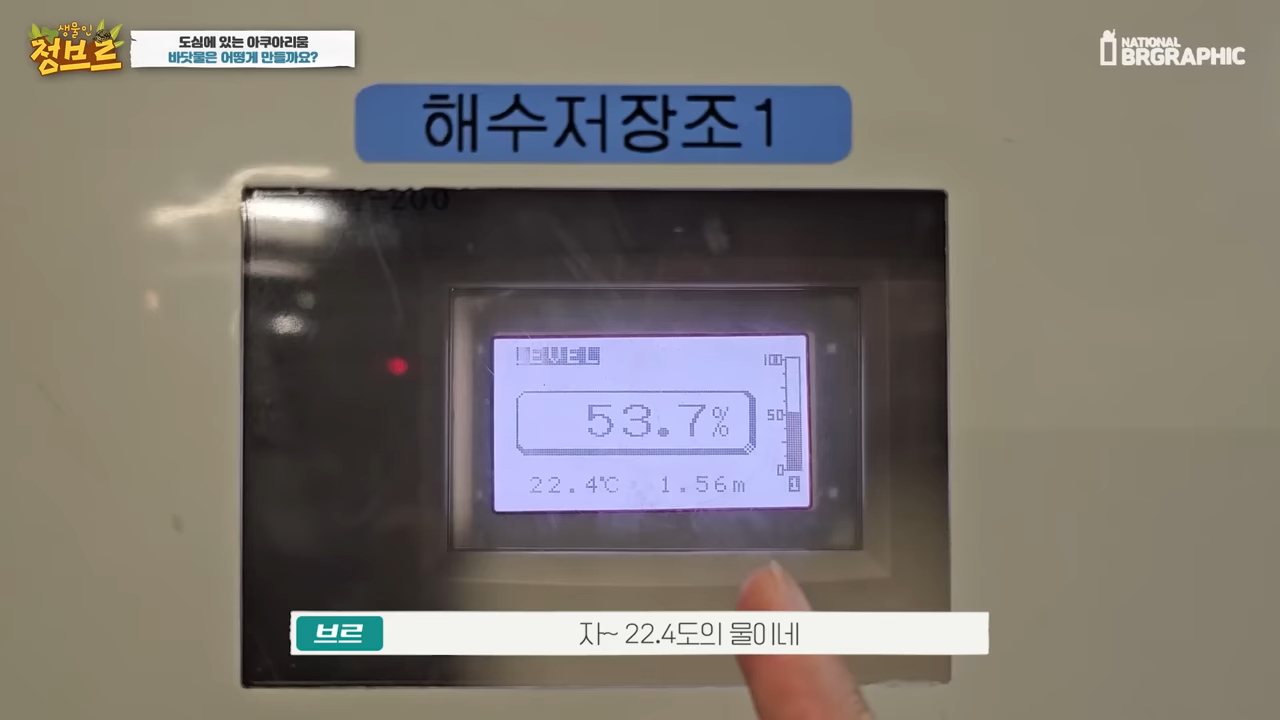 생물인
첨브르
도심에 있는 아쿠아리움
바닷물은 어떻게 만들까요?
NATIONAL
BRGRAPHIC
해수저장조1
-200
LEVEL
100
53.7%
50
0
22.4℃ 1.56m
브르
자~ 22.4도의 물이네